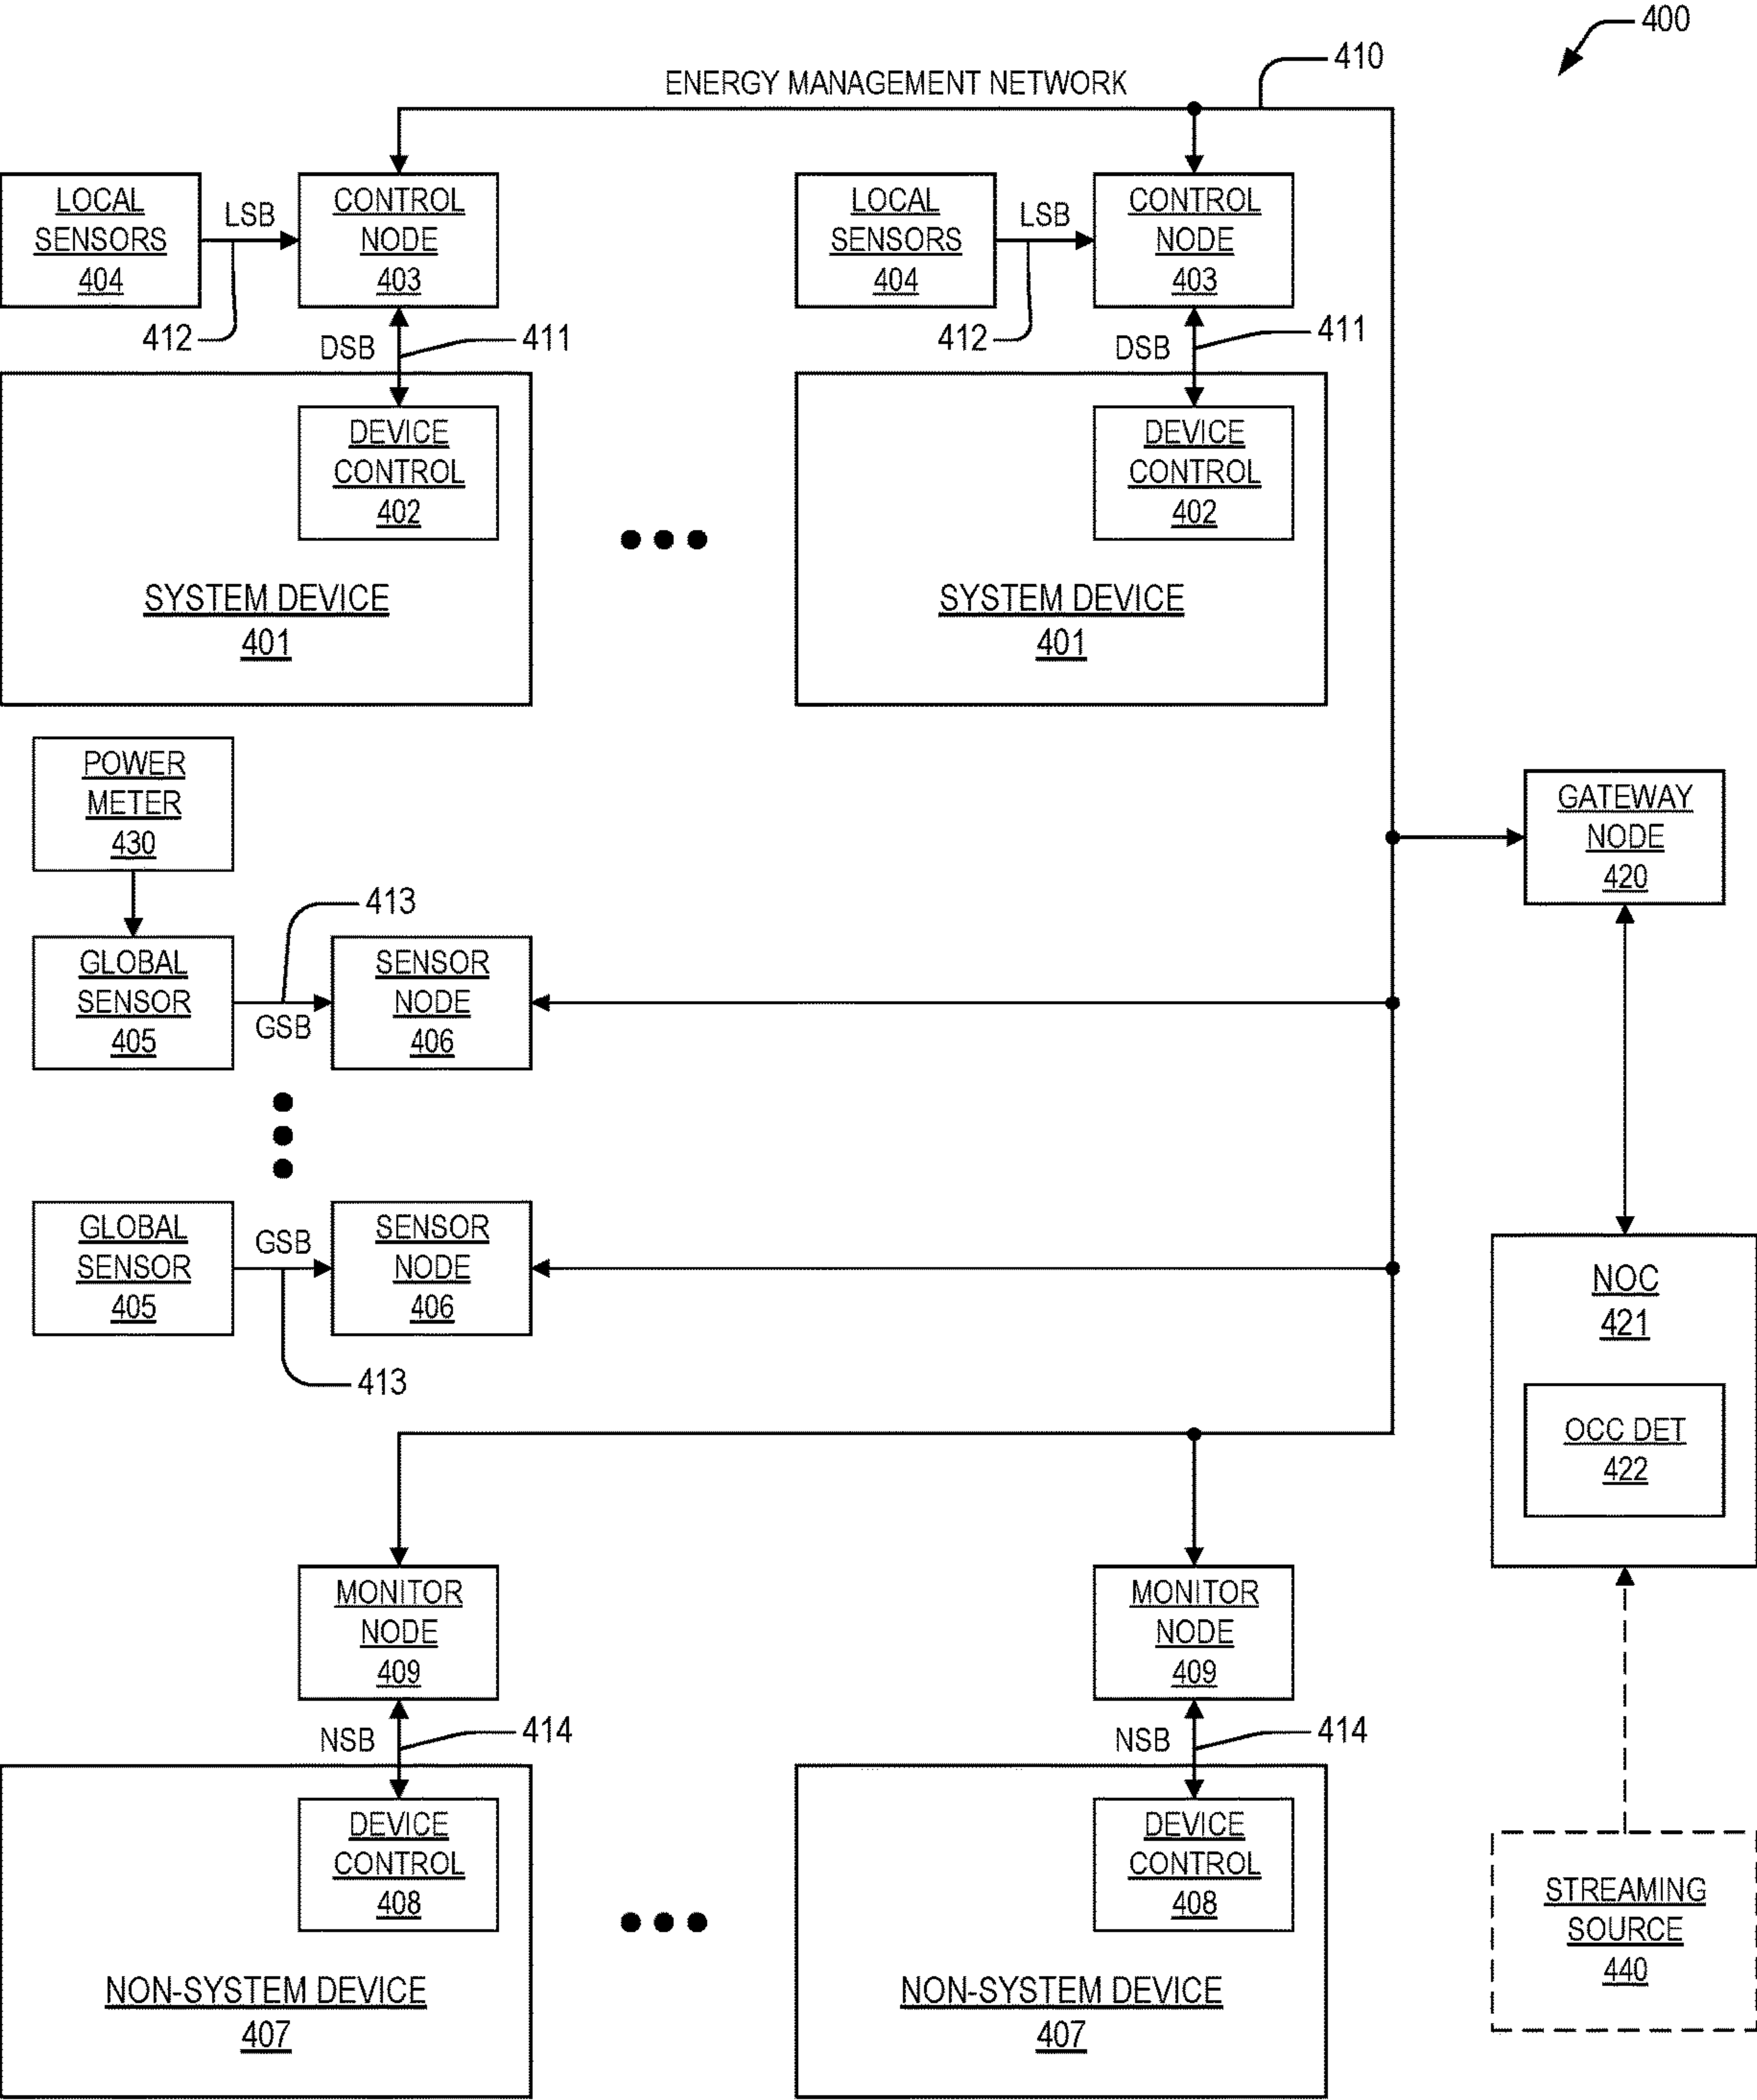 400
410
ENERGY MANAGEMENT NETWORK
LOCAL
SENSORS
404
LSB
412
CONTROL
NODE
403
DSB
411
DEVICE
CONTROL
402
SYSTEM DEVICE
401
LOCAL
SENSORS
404
LSB
412
CONTROL
NODE
403
DSB
411
DEVICE
CONTROL
402
SYSTEM DEVICE
401
POWER
METER
430
GATEWAY
NODE
420
413
GLOBAL
SENSOR
405
GSB
SENSOR
NODE
406
GLOBAL
SENSOR
405
GSB
SENSOR
NODE
406
413
NOC
421
OCC DET
422
MONITOR
NODE
409
NSB
414
DEVICE
CONTROL
408
NON-SYSTEM DEVICE
407
MONITOR
NODE
409
NSB
414
DEVICE
CONTROL
408
NON-SYSTEM DEVICE
407
STREAMING
SOURCE
440